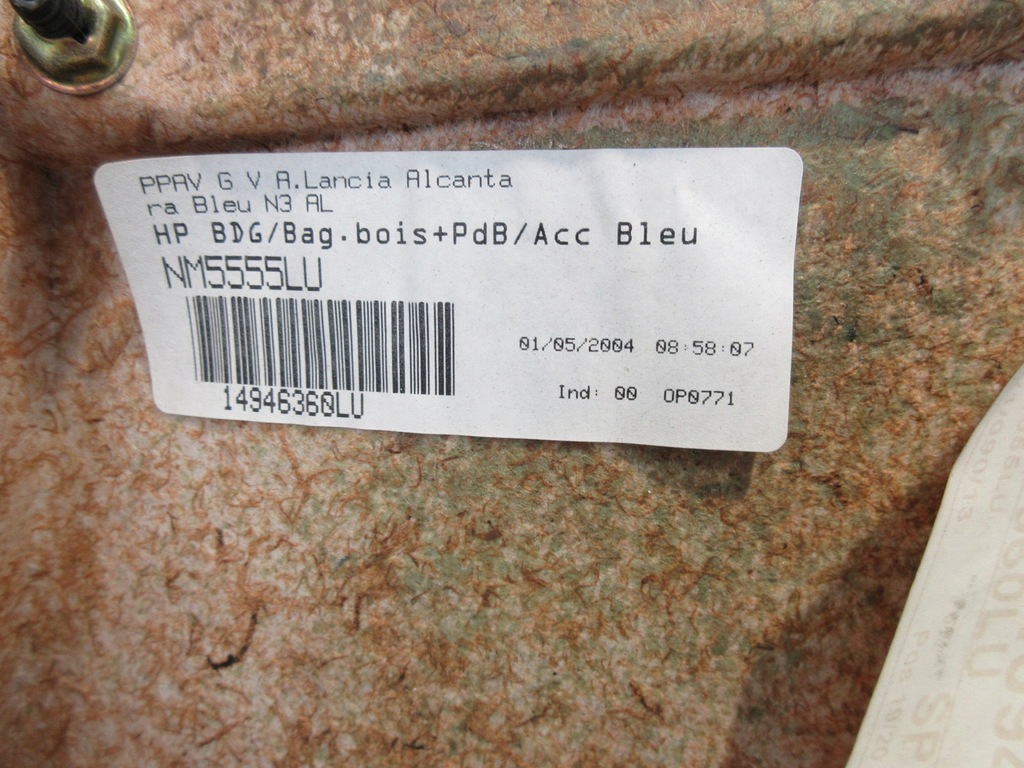 PPAV G V A.Lancia Alcanta
ra Bleu N3 AL
HP BDG/Bag.bois+PdB/Acc Bleu
NM5555LU
14946360LU
01/05/2004 08:58:07
Ind: 00 OP0771